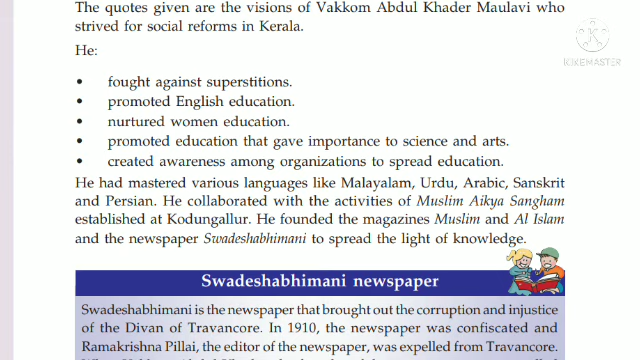 The quotes given are the visions of Vakkom Abdul Khader Maulavi who
strived for social reforms in Kerala.
He:
• fought against superstitions.
• promoted English education.
• nurtured women education.
• promoted education that gave importance to science and arts.
• created awareness among organizations to spread education.
He had mastered various languages like Malayalam, Urdu, Arabic, Sanskrit
and Persian. He collaborated with the activities of Muslim Aikya Sangham
established at Kodungallur. He founded the magazines Muslim and Al Islam
and the newspaper Swadeshabhimani to spread the light of knowledge.
Swadeshabhimani newspaper
Swadeshabhimani is the newspaper that brought out the corruption and injustice
of the Divan of Travancore. In 1910, the newspaper was confiscated and
Ramakrishna Pillai, the editor of the newspaper, was expelled from Travancore.
KINEMASTER